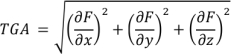 TGA = √((∂F/∂x)² + (∂F/∂y)² + (∂F/∂z)²)